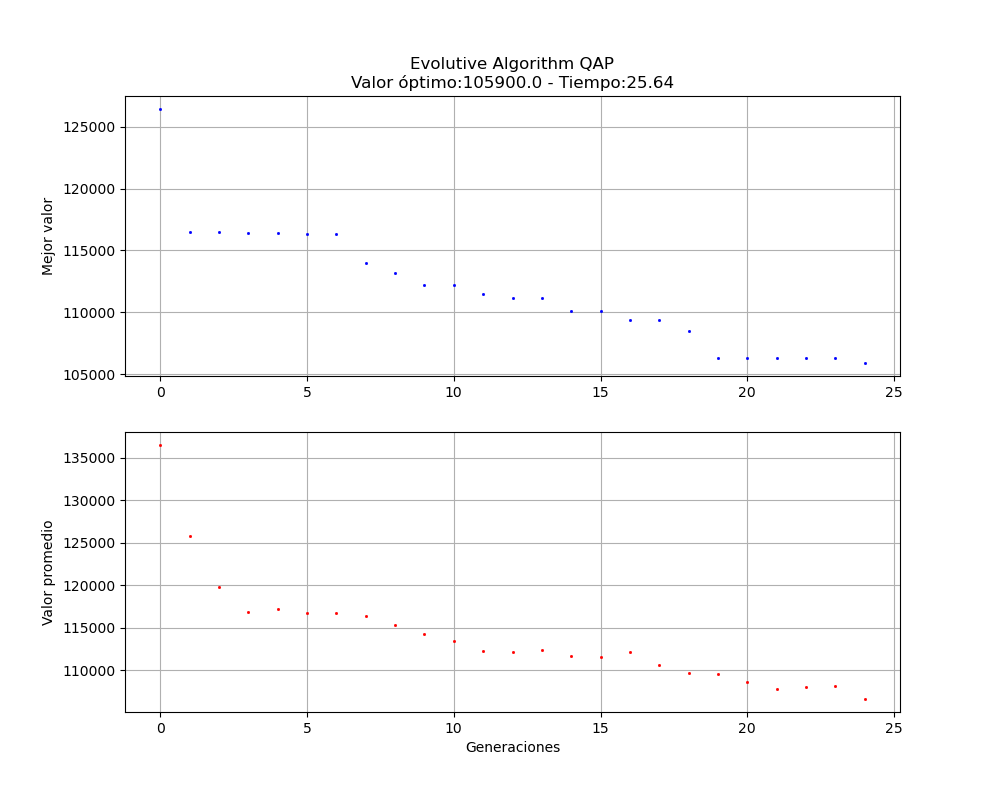 Evolutive Algorithm QAP
Valor óptimo:105900.0 - Tiempo:25.64
Mejor valor
125000
120000
115000
110000
105000
0 5 10 15 20 25
Valor promedio
135000
130000
125000
120000
115000
110000
0 5 10 15 20 25
Generaciones